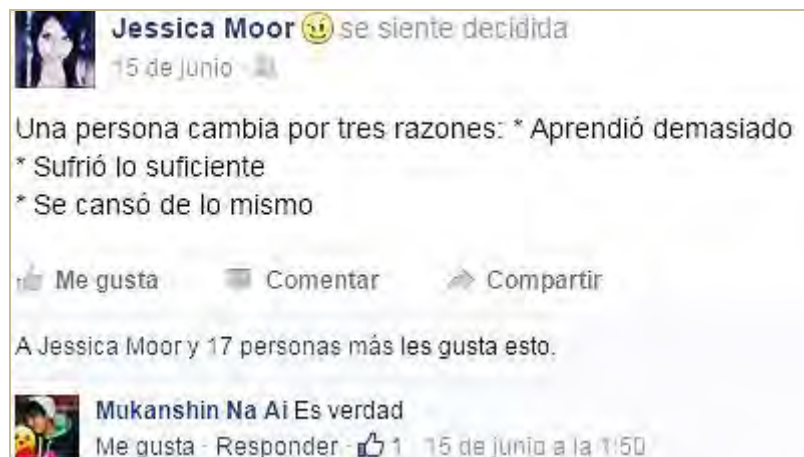 Jessica Moor se siente decidida
15 de junio
Una persona cambia por tres razones: * Aprendió demasiado
* Sufrió lo suficiente
* Se cansó de lo mismo
Me gusta Comentar Compartir
A Jessica Moor y 17 personas más les gusta esto.
Mukanshin Na Ai Es verdad
Me gusta · Responder · 1 · 15 de junio a la 1:50